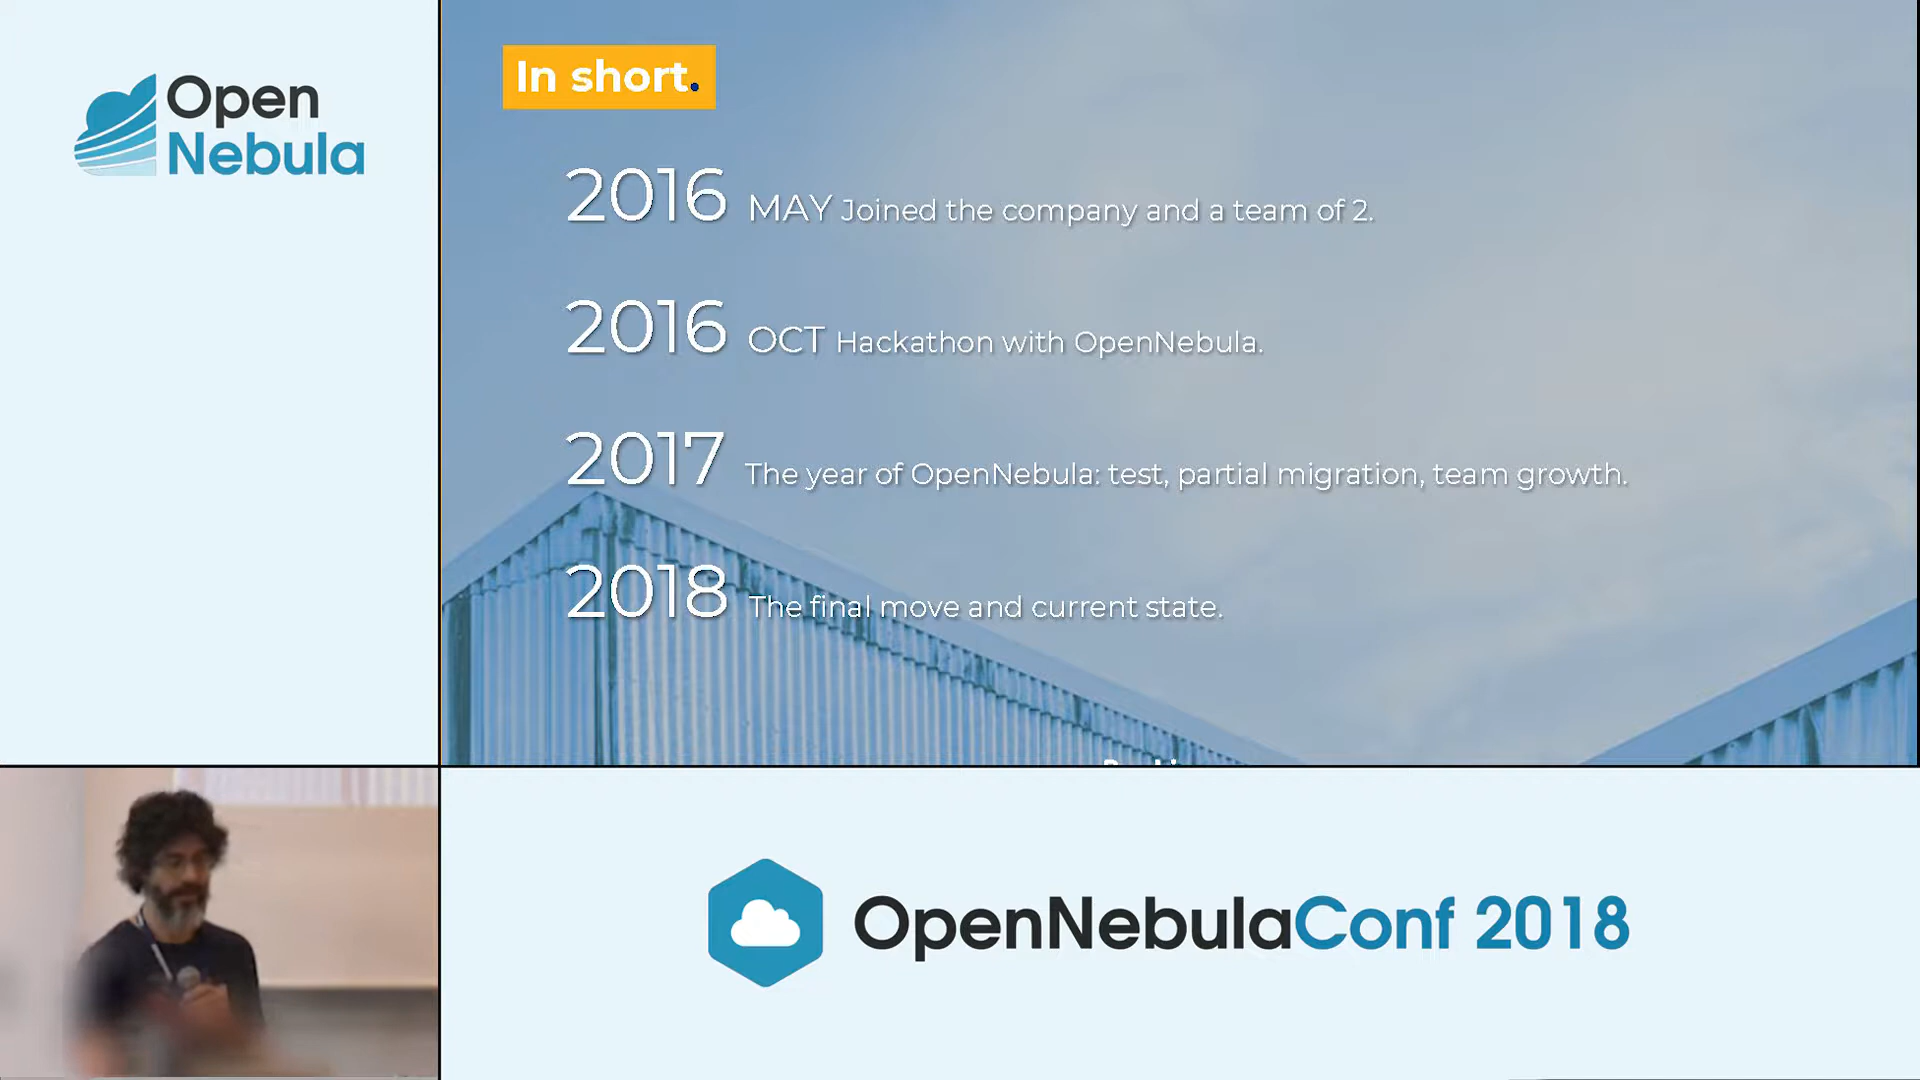 Open
Nebula
In short.
2016 MAY Joined the company and a team of 2.
2016 OCT Hackathon with OpenNebula.
2017 The year of OpenNebula: test, partial migration, team growth.
2018 The final move and current state.
OpenNebulaConf 2018